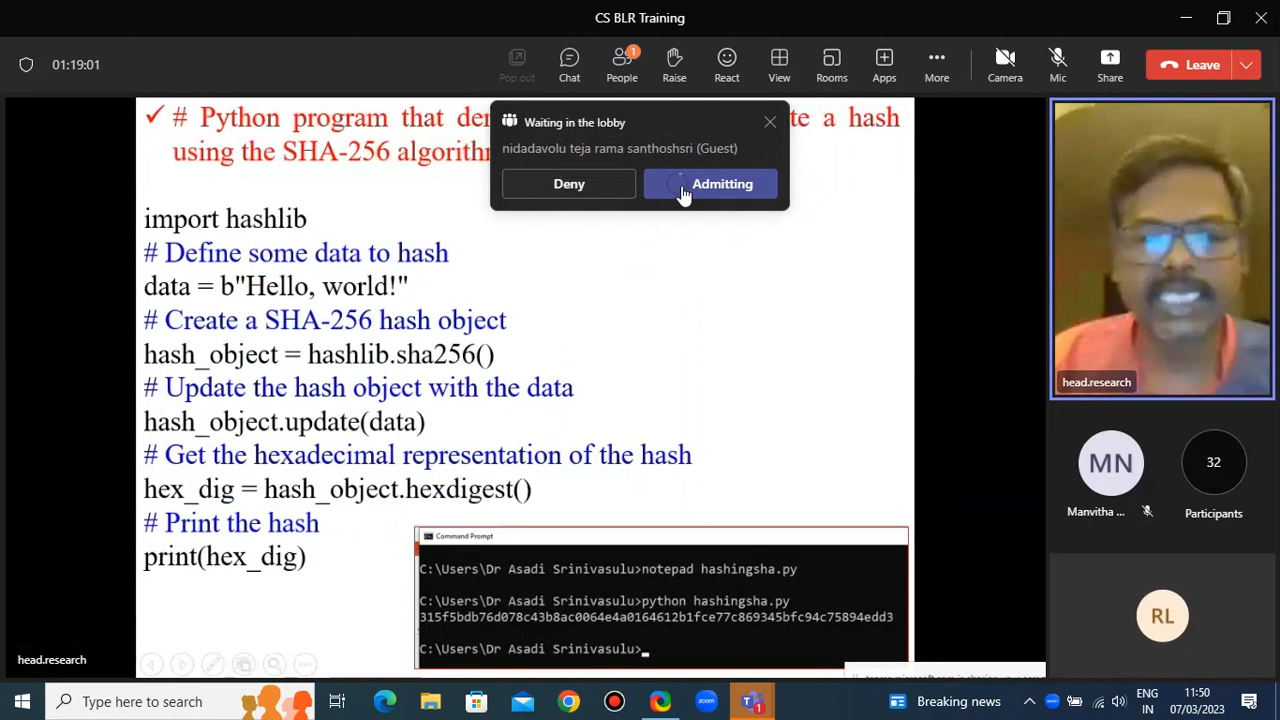 CS BLR Training
01:19:01
Pop out
Chat
1
People
Raise
React
View
Rooms
Apps
More
Camera
Mic
Share
Leave
✓ # Python program that
te a hash
using the SHA-256
Waiting in the lobby
nidadavolu teja rama santhoshsri (Guest)
Deny
Admitting
import hashlib
# Define some data to hash
data = b"Hello, world!"
# Create a SHA-256 hash object
hash_object = hashlib.sha256()
# Update the hash object with the data
hash_object.update(data)
# Get the hexadecimal representation of the hash
hex_dig = hash_object.hexdigest()
# Print the hash
print(hex_dig)
Command Prompt
C:\Users\Dr Asadi Srinivasulu>notepad hashingsha.py
C:\Users\Dr Asadi Srinivasulu>python hashingsha.py
315f5bdb76d078c43b8ac0064e4a0164612b1fce77c869345bfc94c75894edd3
C:\Users\Dr Asadi Srinivasulu>_
head.research
head.research
MN
Manvitha ...
32
Participants
RL
Type here to search
zoom
1
Breaking news
ENG
IN
11:50
07/03/2023